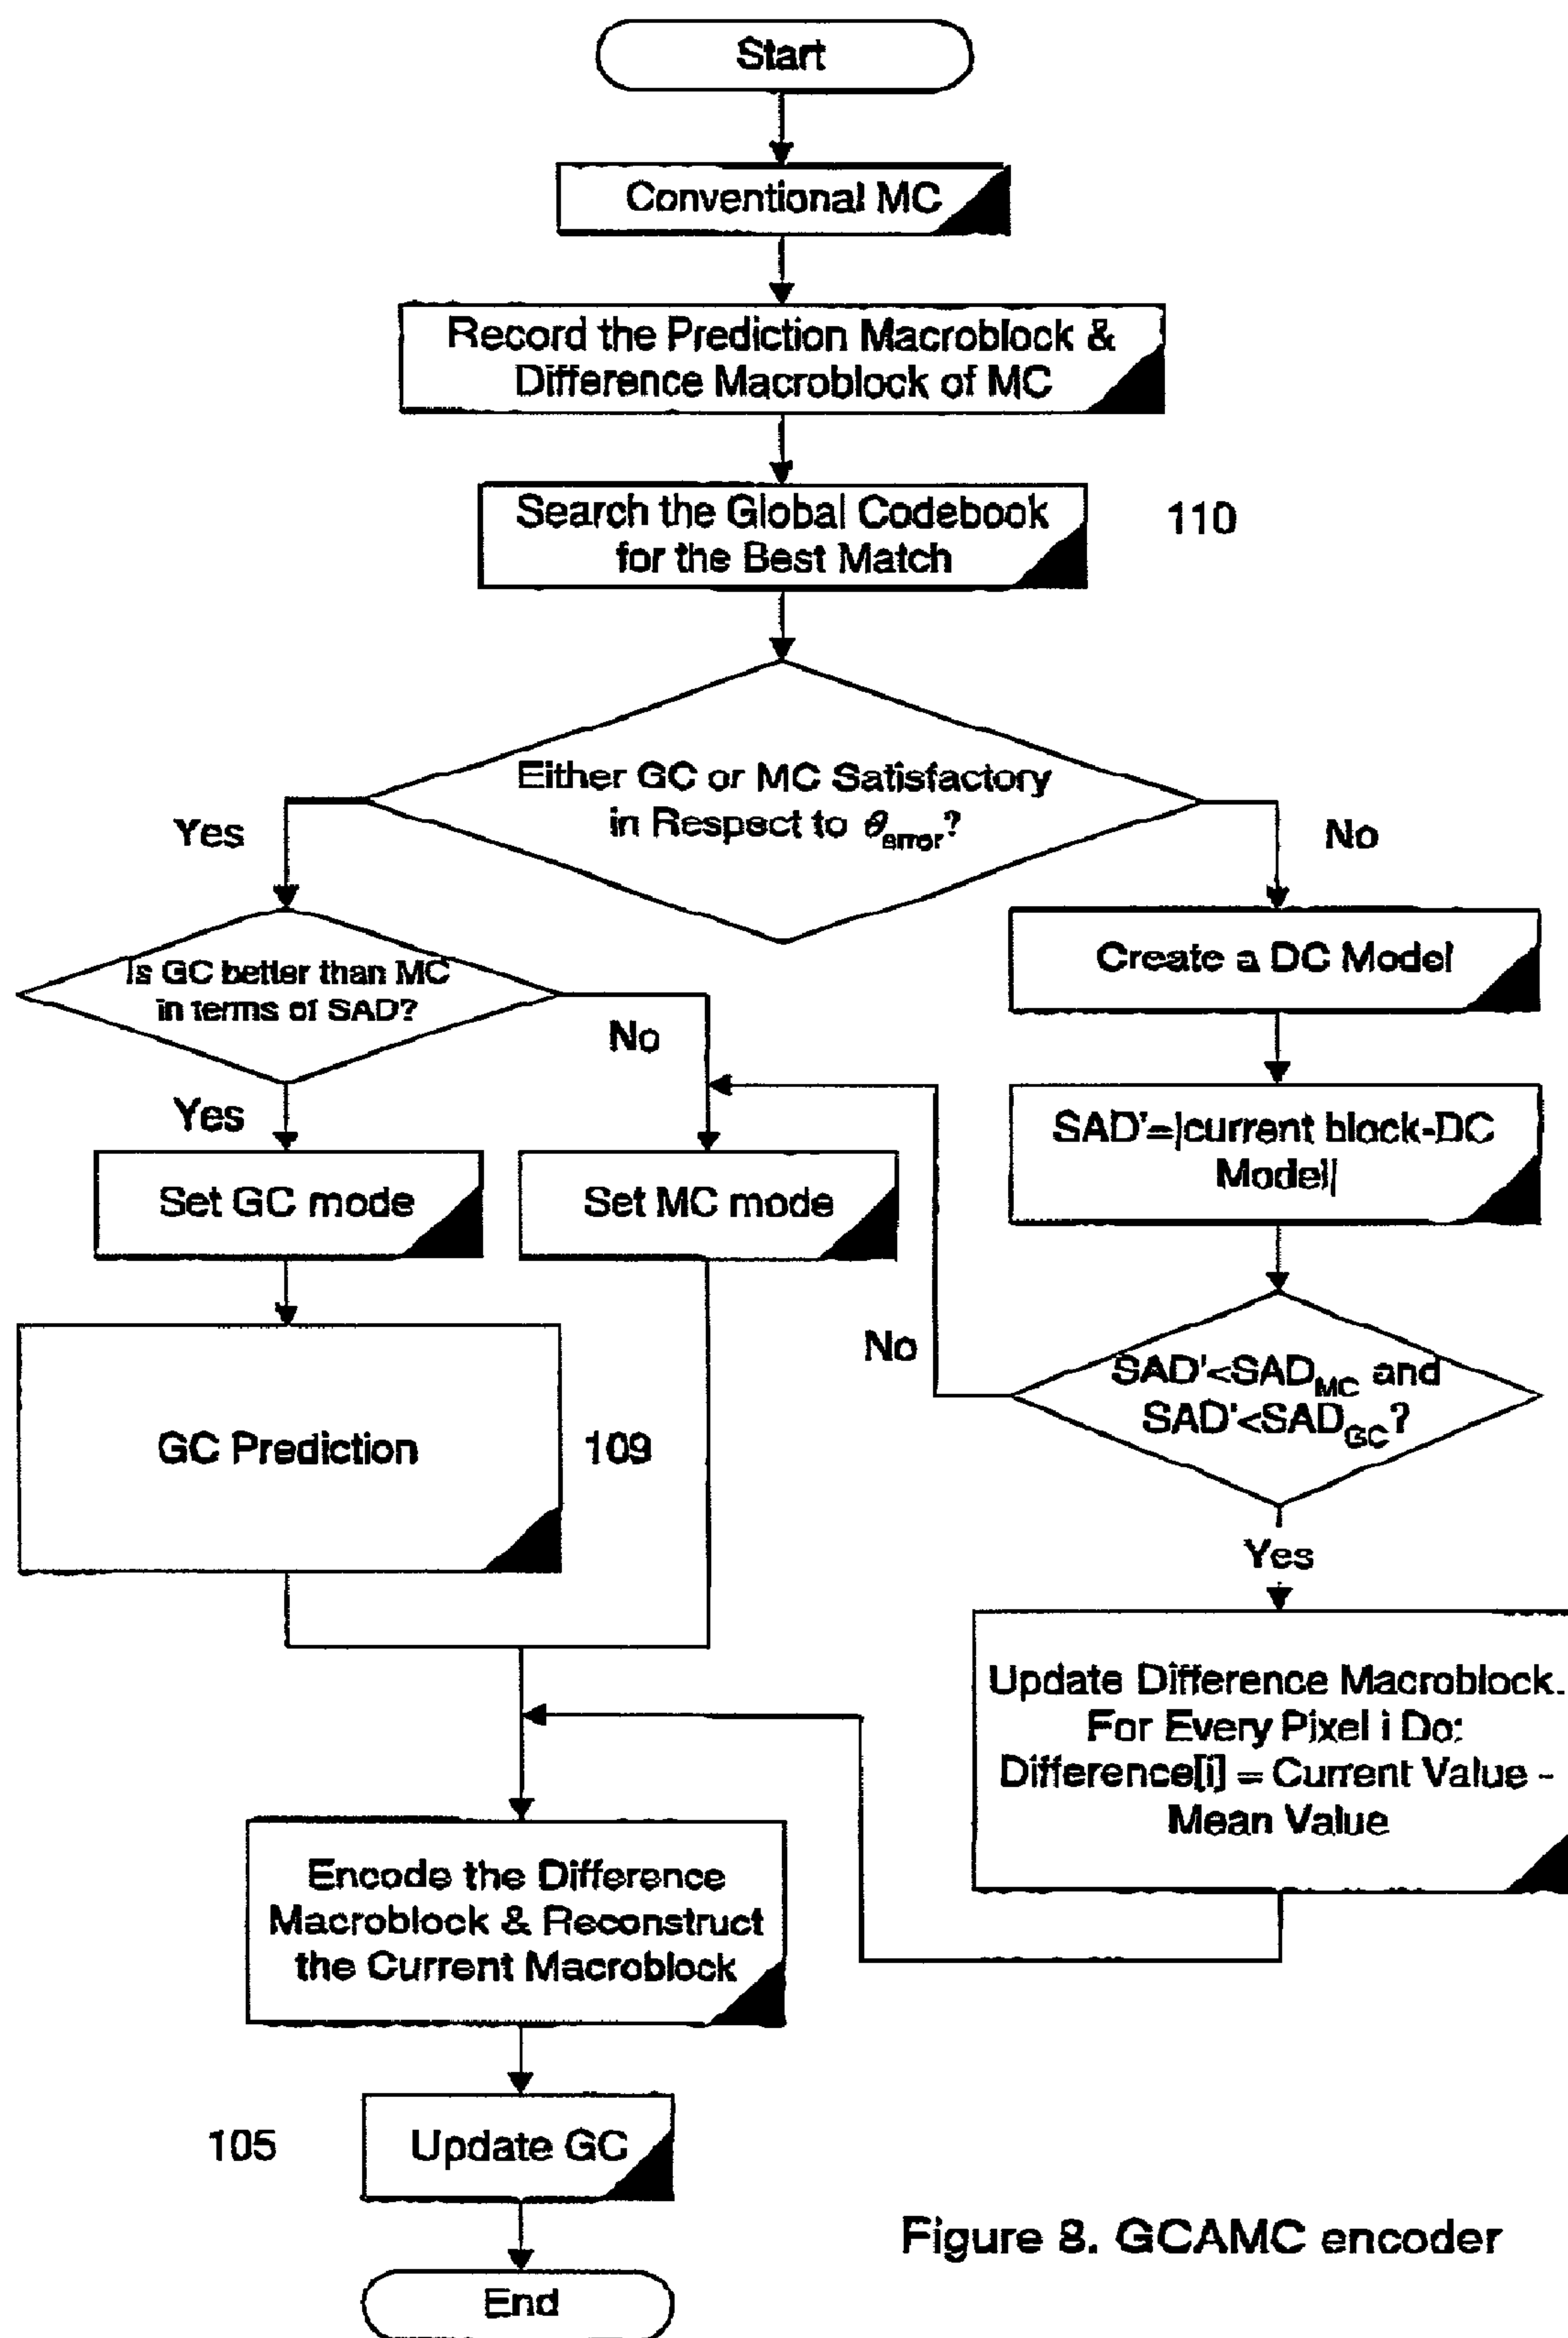 Start
Conventional MC
Record the Prediction Macroblock &
Difference Macroblock of MC
Search the Global Codebook
for the Best Match
110
Either GC or MC Satisfactory
in Respect to θerror?
Yes
No
Is GC better than MC
in terms of SAD?
Create a DC Model
No
Yes
SAD'=|current block-DC
Model|
Set GC mode
Set MC mode
No
SAD'<SADMC and
SAD'<SADGC?
GC Prediction
109
Yes
Update Difference Macroblock.
For Every Pixel i Do:
Difference[i] = Current Value -
Mean Value
Encode the Difference
Macroblock & Reconstruct
the Current Macroblock
105
Update GC
Figure 8. GCAMC encoder
End